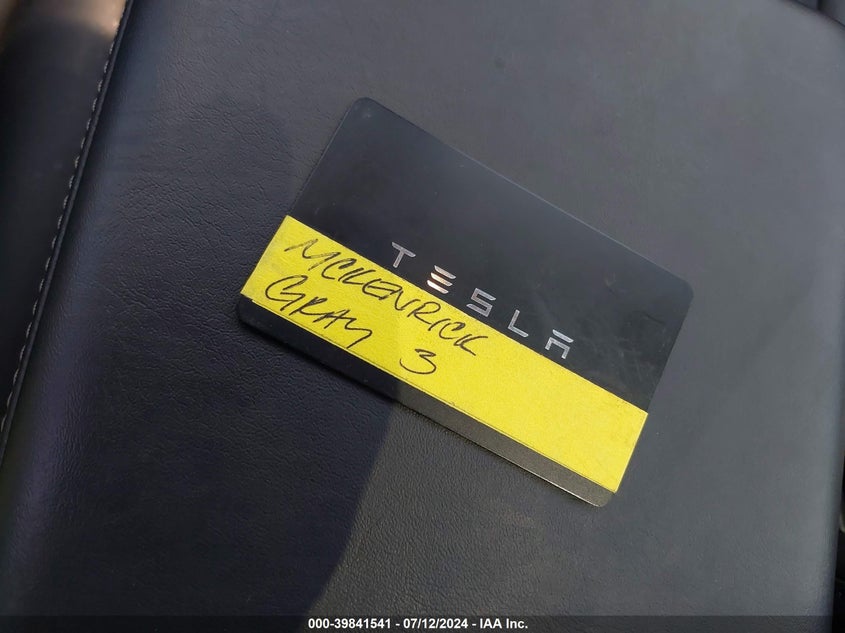 TESLA
MCKENRICK
GRAY 3
000-39841541 - 07/12/2024 - IAA Inc.